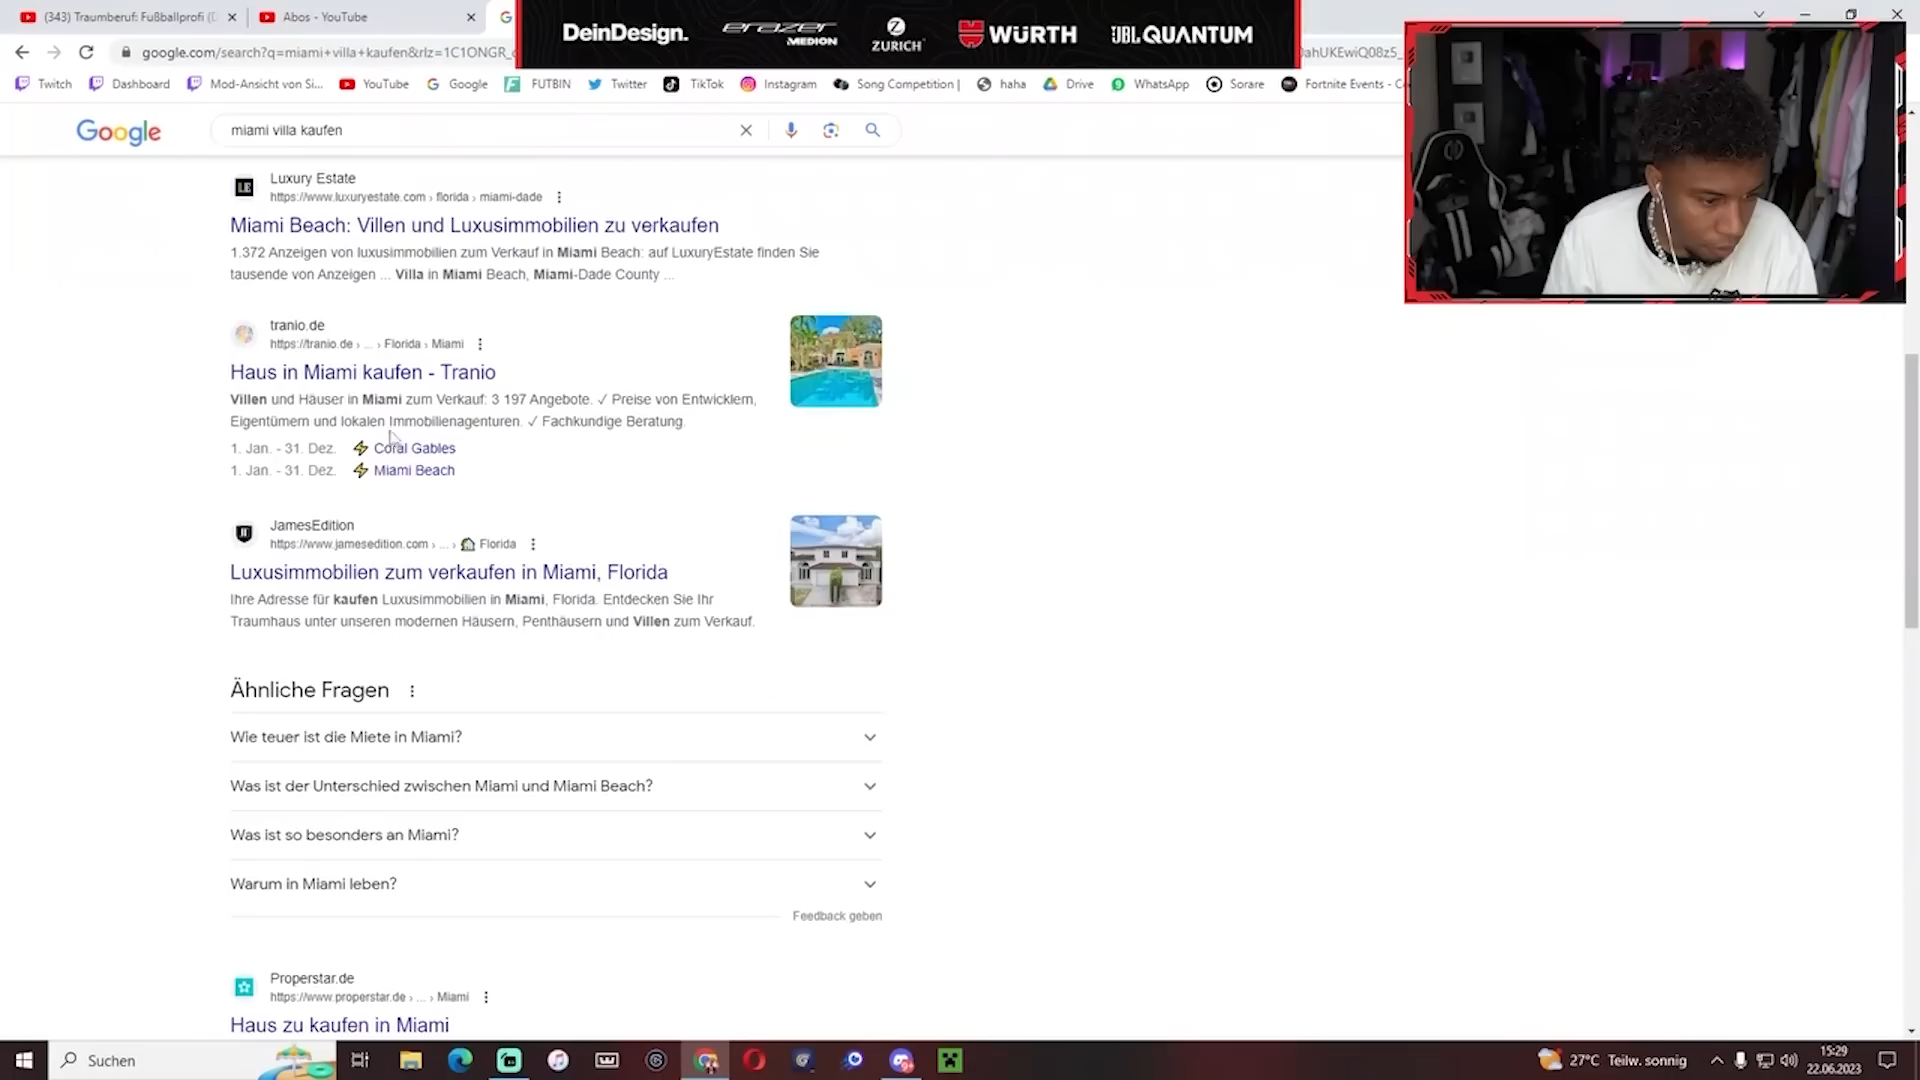 (343) Traumberuf: Fußballprofi (D
Abos - YouTube
DeinDesign.
erazer
MEDION
ZURICH
WÜRTH
JBL QUANTUM
google.com/search?q=miami+villa+kaufen&rlz=1C1ONGR_
ahUKEwiQ08z5_
Twitch
Dashboard
Mod-Ansicht von Si...
YouTube
Google
FUTBIN
Twitter
TikTok
Instagram
Song Competition |
haha
Drive
WhatsApp
Sorare
Fortnite Events - C
Google
miami villa kaufen
Luxury Estate
https://www.luxuryestate.com › florida › miami-dade
Miami Beach: Villen und Luxusimmobilien zu verkaufen
1.372 Anzeigen von luxusimmobilien zum Verkauf in Miami Beach: auf LuxuryEstate finden Sie
tausende von Anzeigen ... Villa in Miami Beach, Miami-Dade County ...
tranio.de
https://tranio.de › ... › Florida › Miami
Haus in Miami kaufen - Tranio
Villen und Häuser in Miami zum Verkauf: 3 197 Angebote. ✓ Preise von Entwicklern,
Eigentümern und lokalen Immobilienagenturen. ✓ Fachkundige Beratung.
1. Jan. - 31. Dez. ⚡ Coral Gables
1. Jan. - 31. Dez. ⚡ Miami Beach
JamesEdition
https://www.jamesedition.com › ... › Florida
Luxusimmobilien zum verkaufen in Miami, Florida
Ihre Adresse für kaufen Luxusimmobilien in Miami, Florida. Entdecken Sie Ihr
Traumhaus unter unseren modernen Häusern, Penthäusern und Villen zum Verkauf.
Ähnliche Fragen
Wie teuer ist die Miete in Miami?
Was ist der Unterschied zwischen Miami und Miami Beach?
Was ist so besonders an Miami?
Warum in Miami leben?
Feedback geben
Properstar.de
https://www.properstar.de › ... › Miami
Haus zu kaufen in Miami
Suchen
27°C Teilw. sonnig
15:29
22.06.2023